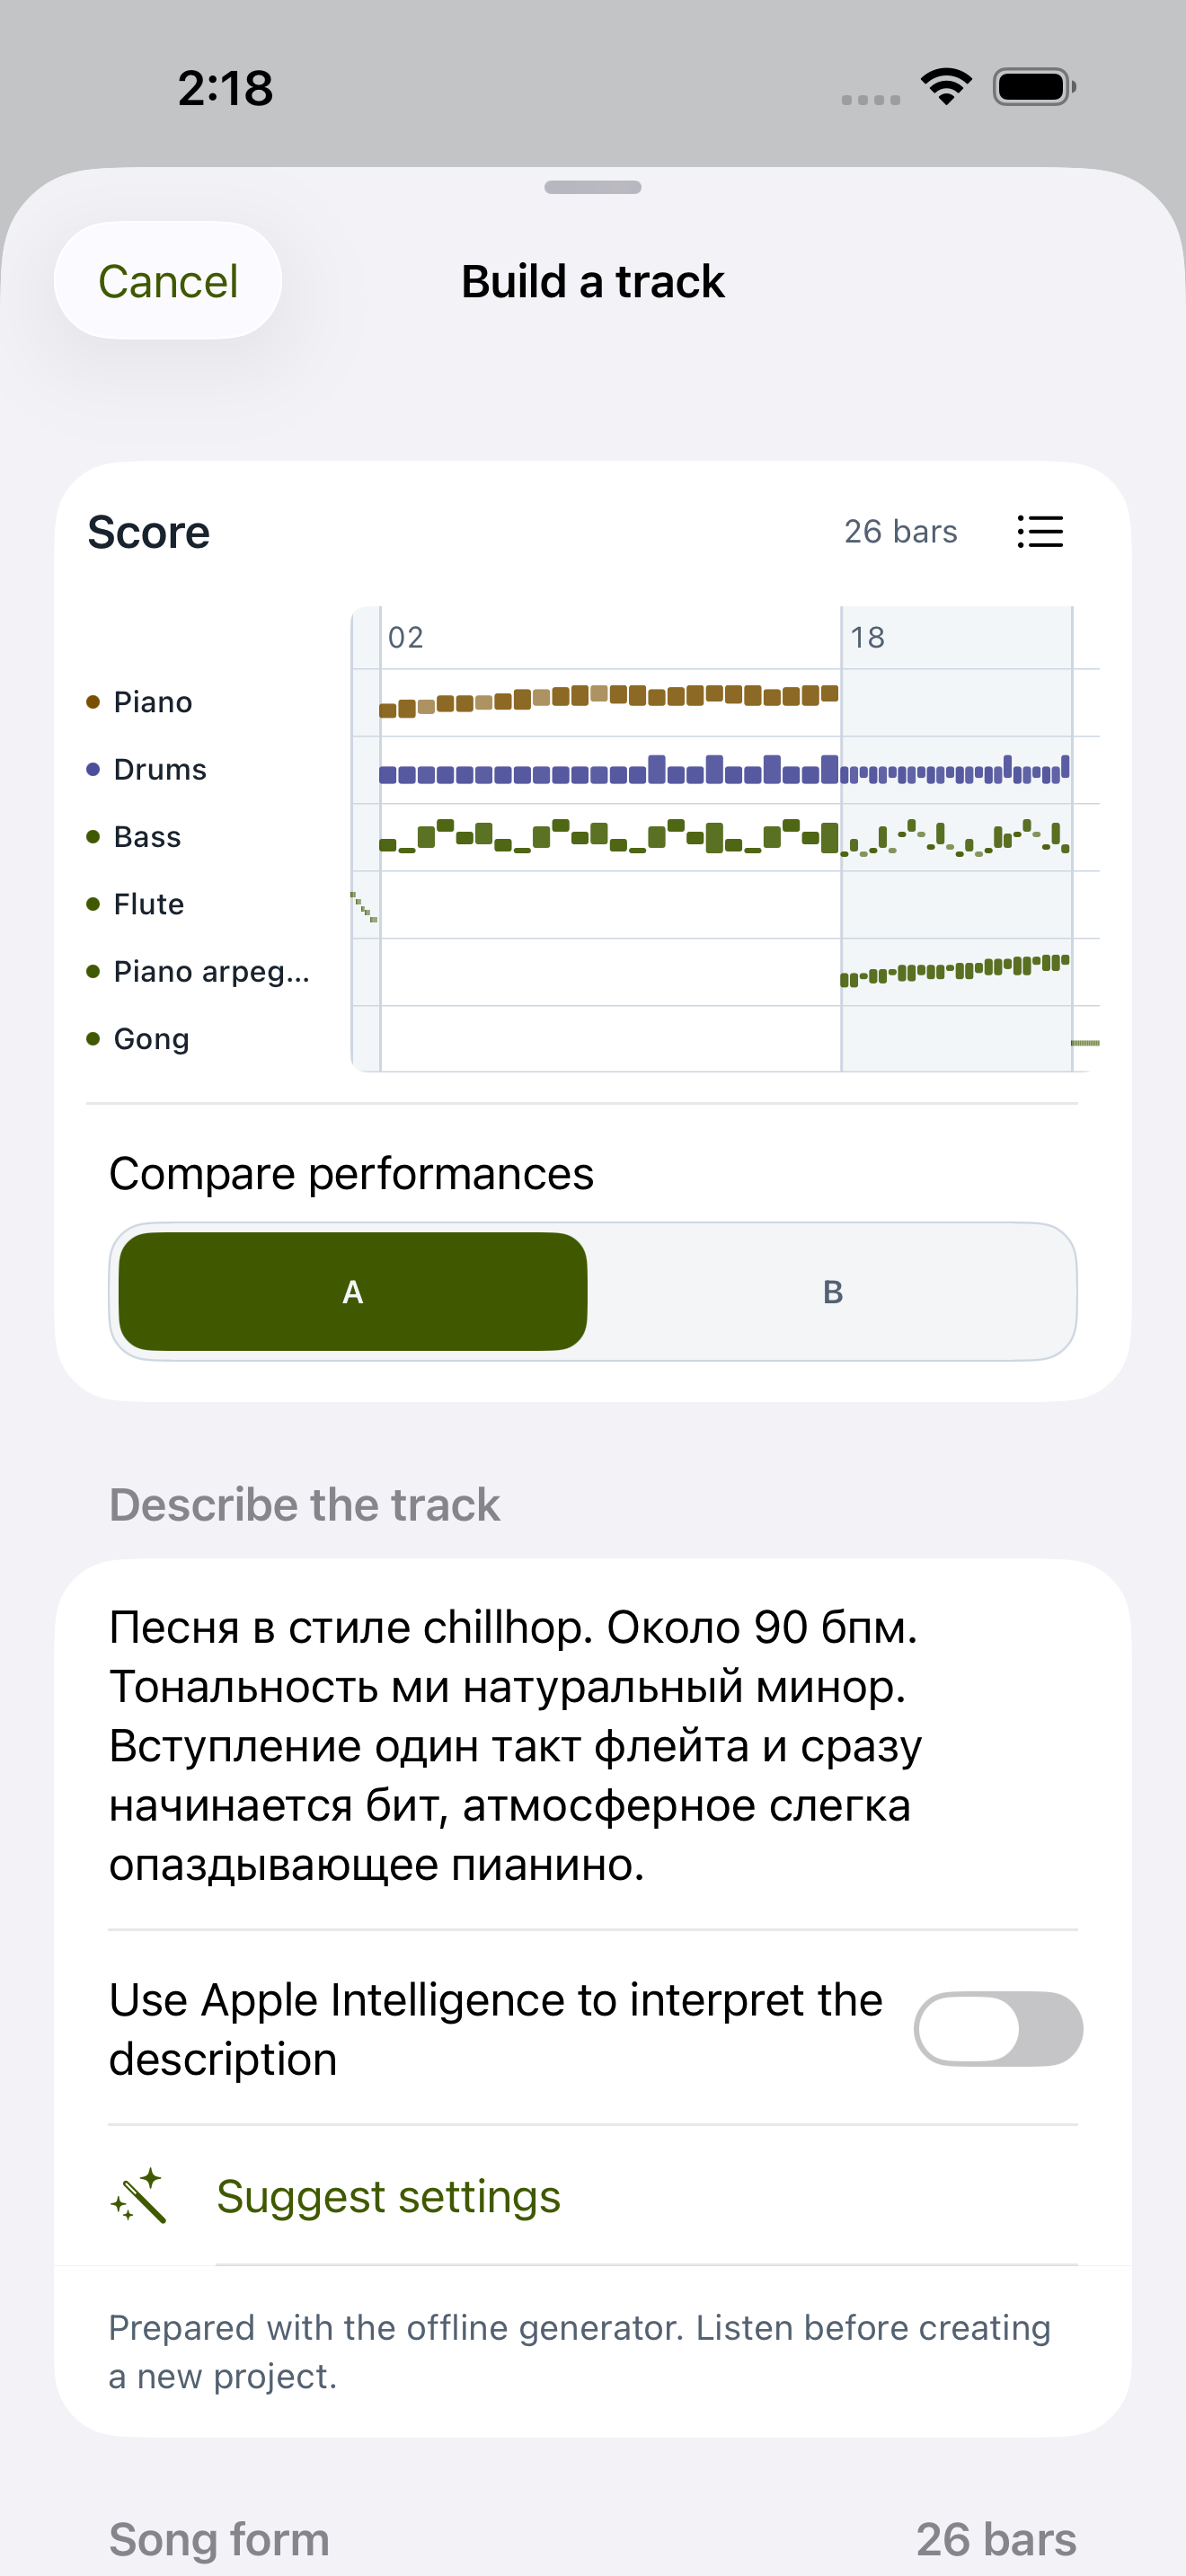 2:18
Cancel
Build a track
Score
26 bars
02
18
Piano
Drums
Bass
Flute
Piano arpeg...
Gong
Compare performances
A
B
Describe the track
Песня в стиле chillhop. Около 90 бпм.
Тональность ми натуральный минор.
Вступление один такт флейта и сразу
начинается бит, атмосферное слегка
опаздывающее пианино.
Use Apple Intelligence to interpret the
description
Suggest settings
Prepared with the offline generator. Listen before creating
a new project.
Song form
26 bars